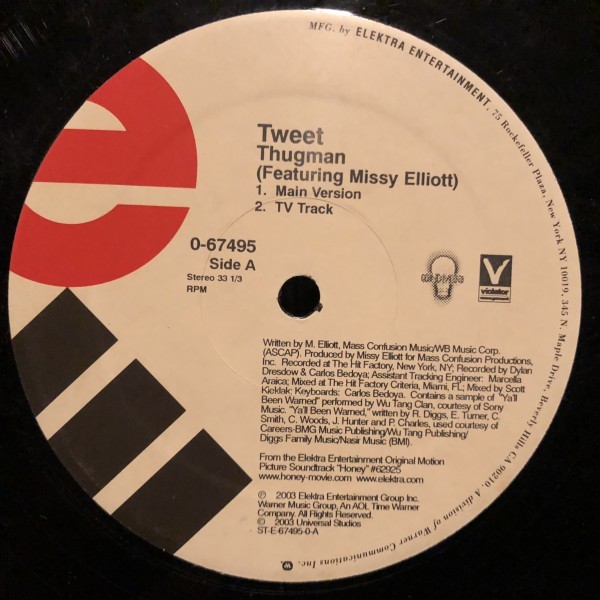 MFG. by ELEKTRA ENTERTAINMENT, 75 Rockefeller Plaza, New York NY 10019, 345 N. Maple Drive, Beverly Hills CA 90210. A division of Warner Communications Inc.
e
Tweet
Thugman
(Featuring Missy Elliott)
1. Main Version
2. TV Track
0-67495
Side A
Stereo 33 1/3
RPM
V
violator
Written by M. Elliott, Mass Confusion Music/WB Music Corp.
(ASCAP). Produced by Missy Elliott for Mass Confusion Productions,
Inc. Recorded at The Hit Factory, New York, NY; Recorded by Dylan
Dresdow & Carlos Bedoya; Assistant Tracking Engineer: Marcella
Araica; Mixed at The Hit Factory Criteria, Miami, FL; Mixed by Scott
Kieklak; Keyboards: Carlos Bedoya. Contains a sample of "Ya'll
Been Warned" performed by Wu Tang Clan, courtesy of Sony
Music. "Ya'll Been Warned," written by R. Diggs, E. Turner, C.
Smith, C. Woods, J. Hunter and P. Charles, used courtesy of
Careers-BMG Music Publishing/Wu Tang Publishing/
Diggs Family Music/Nasir Music (BMI).
From the Elektra Entertainment Original Motion
Picture Soundtrack "Honey" #62925
www.honey-movie.com www.elektra.com
℗ 2003 Elektra Entertainment Group Inc.
Warner Music Group, An AOL Time Warner
Company. All Rights Reserved.
© 2003 Universal Studios
ST-E-67495-0-A